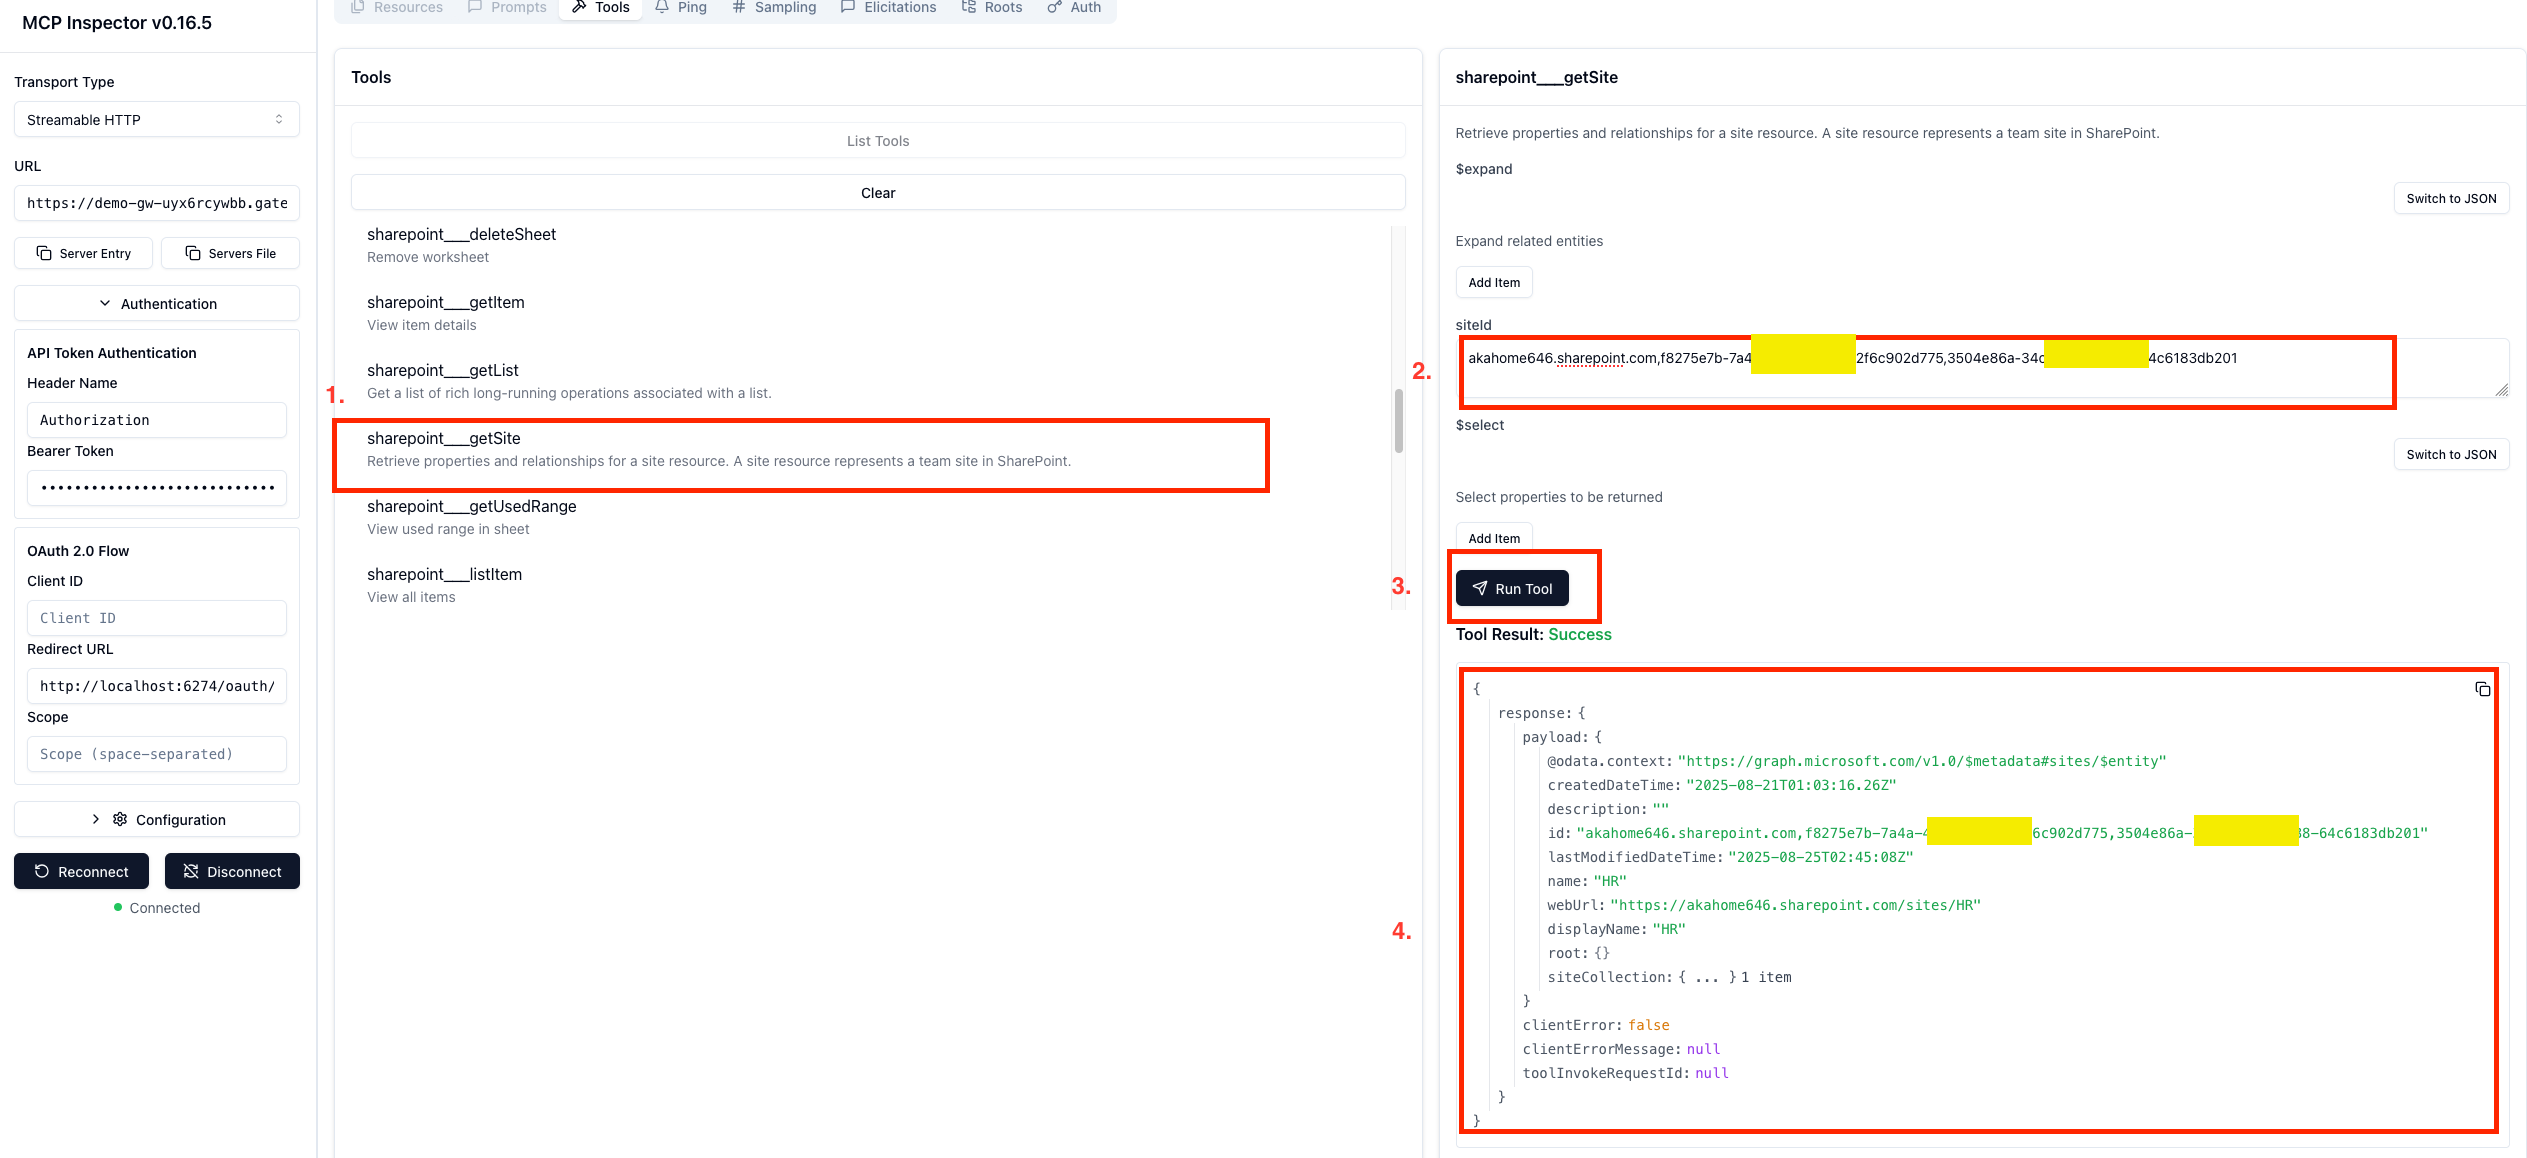 MCP Inspector v0.16.5
Transport Type
Streamable HTTP
URL
https://demo-gw-uyx6rcywbb.gate
Server Entry
Servers File
Authentication
API Token Authentication
Header Name
Authorization
Bearer Token
••••••••••••••••••••••••••••
OAuth 2.0 Flow
Client ID
Client ID
Redirect URL
http://localhost:6274/oauth/
Scope
Scope (space-separated)
Configuration
Reconnect
Disconnect
Connected
Resources
Prompts
Tools
Ping
Sampling
Elicitations
Roots
Auth
Tools
List Tools
Clear
sharepoint___deleteSheet
Remove worksheet
sharepoint___getItem
View item details
sharepoint___getList
Get a list of rich long-running operations associated with a list.
1.
sharepoint___getSite
Retrieve properties and relationships for a site resource. A site resource represents a team site in SharePoint.
sharepoint___getUsedRange
View used range in sheet
sharepoint___listItem
View all items
sharepoint___getSite
Retrieve properties and relationships for a site resource. A site resource represents a team site in SharePoint.
$expand
Switch to JSON
Expand related entities
Add Item
siteId
2.
akahome646.sharepoint.com,f8275e7b-7a4 2f6c902d775,3504e86a-34c 4c6183db201
$select
Switch to JSON
Select properties to be returned
Add Item
3.
Run Tool
Tool Result: Success
4.
{
response: {
payload: {
@odata.context: "https://graph.microsoft.com/v1.0/$metadata#sites/$entity"
createdDateTime: "2025-08-21T01:03:16.26Z"
description: ""
id: "akahome646.sharepoint.com,f8275e7b-7a4a-4 6c902d775,3504e86a- 8-64c6183db201"
lastModifiedDateTime: "2025-08-25T02:45:08Z"
name: "HR"
webUrl: "https://akahome646.sharepoint.com/sites/HR"
displayName: "HR"
root: {}
siteCollection: { ... } 1 item
}
clientError: false
clientErrorMessage: null
toolInvokeRequestId: null
}
}